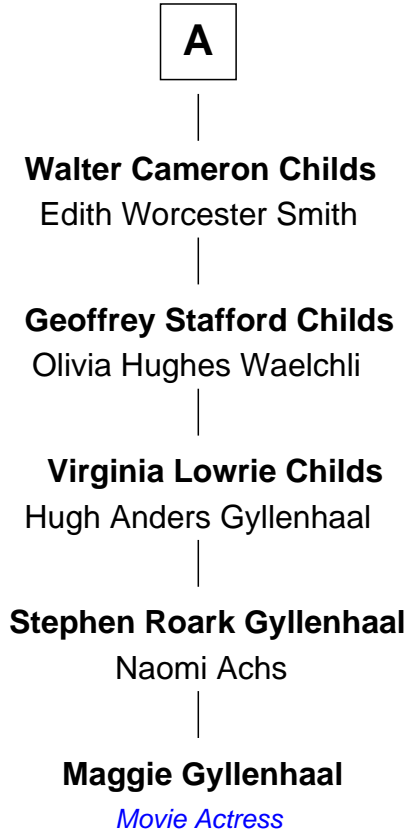 A
Walter Cameron Childs
Edith Worcester Smith
Geoffrey Stafford Childs
Olivia Hughes Waelchli
Virginia Lowrie Childs
Hugh Anders Gyllenhaal
Stephen Roark Gyllenhaal
Naomi Achs
Maggie Gyllenhaal
Movie Actress